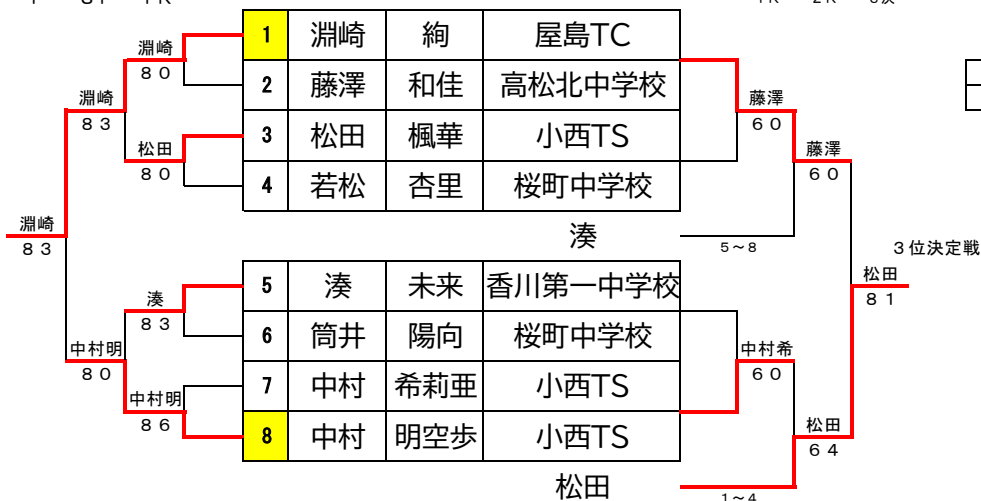 1 淵崎 絢 屋島TC
淵崎
80
2 藤澤 和佳 高松北中学校
淵崎
83
藤澤
60
3 松田 楓華 小西TS
松田
80
藤澤
60
4 若松 杏里 桜町中学校
淵崎
83
湊
5~8
3位決定戦
5 湊 未来 香川第一中学校
湊
83
松田
81
6 筒井 陽向 桜町中学校
中村明
80
中村希
60
7 中村 希莉亜 小西TS
中村明
86
松田
64
8 中村 明空歩 小西TS
松田
1~4